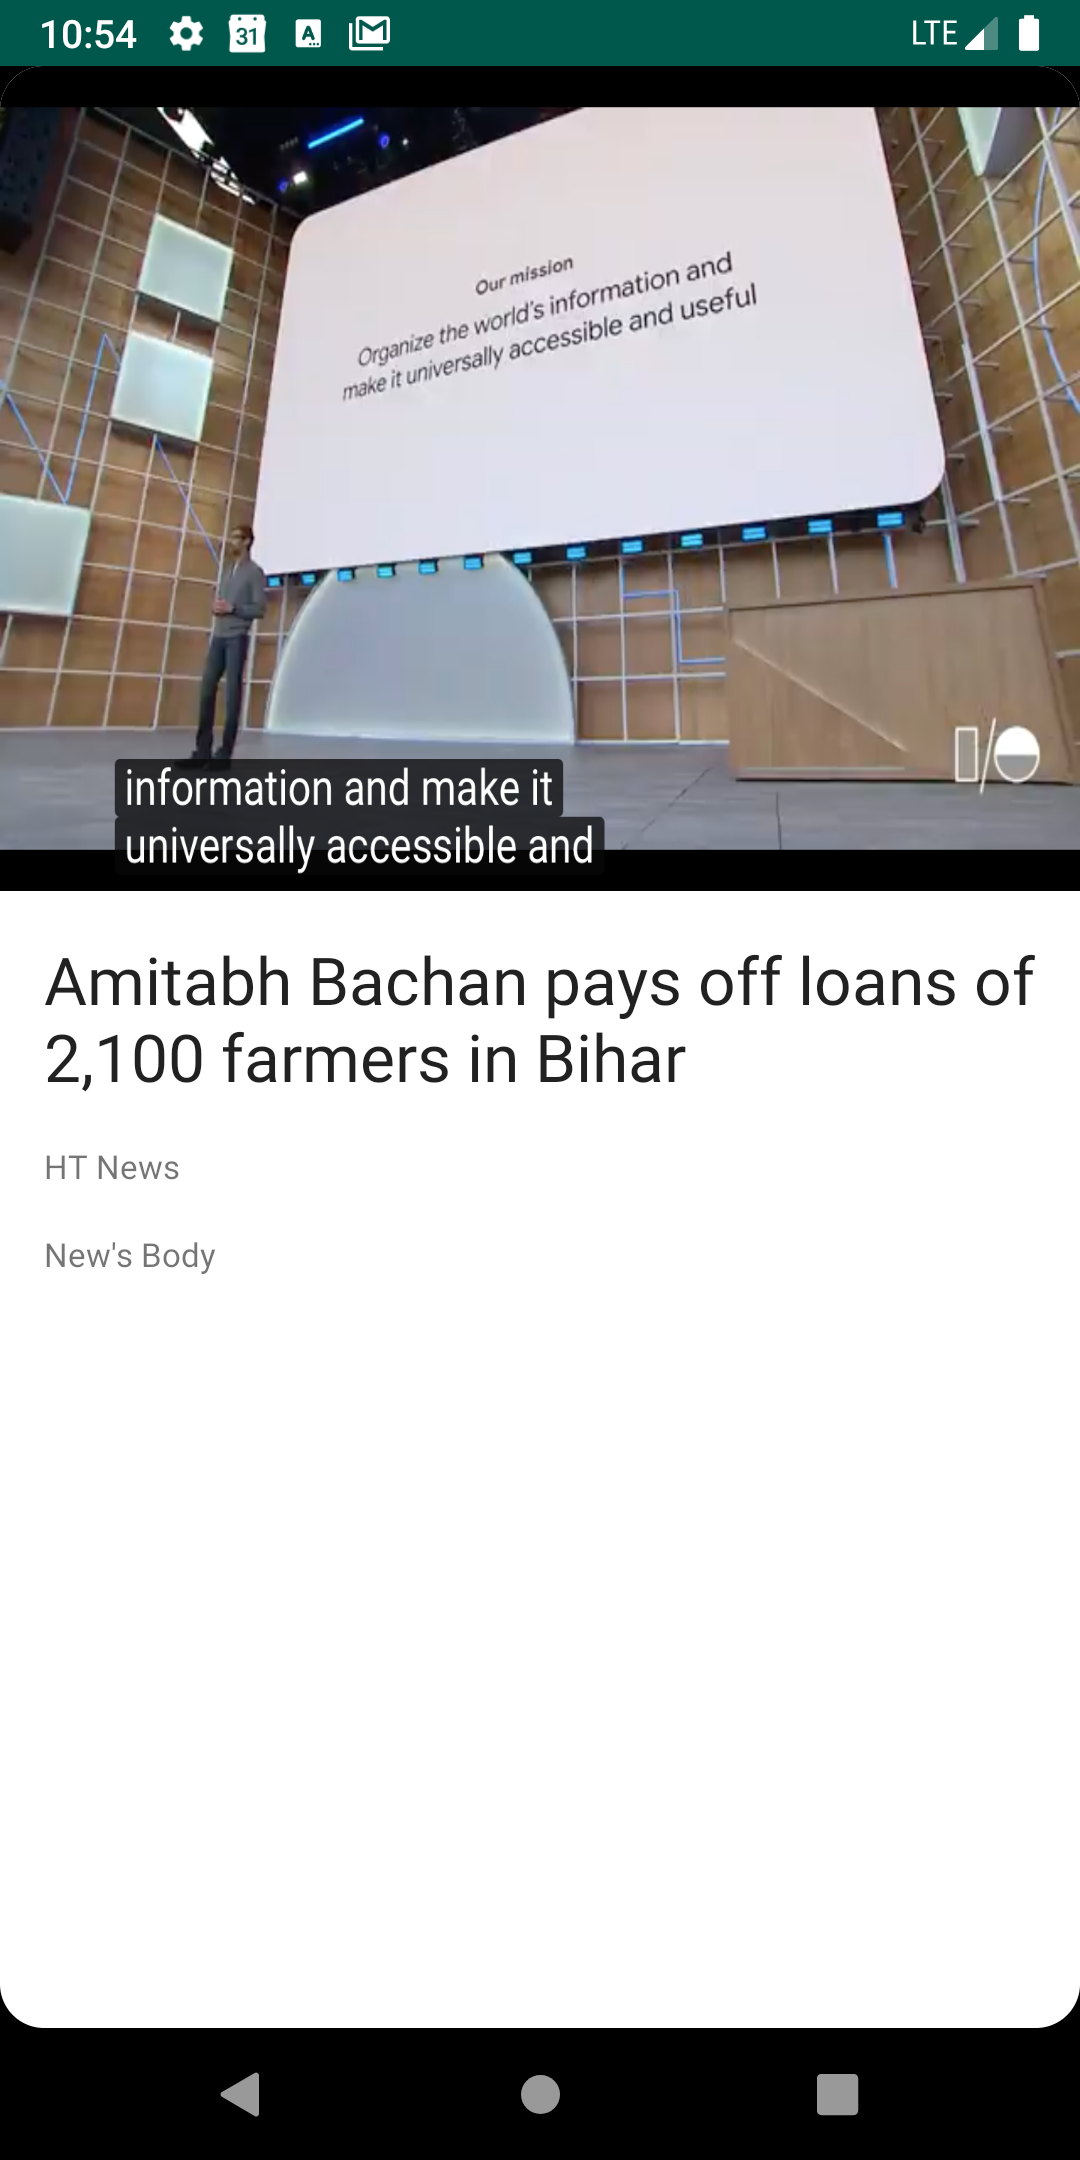 10:54
31
A
LTE
Our mission
Organize the world's information and
make it universally accessible and useful
I/O
information and make it
universally accessible and
Amitabh Bachan pays off loans of
2,100 farmers in Bihar
HT News
New's Body